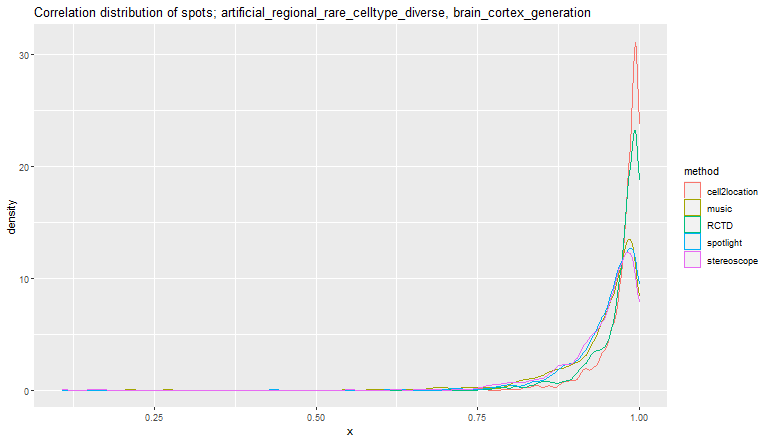 Correlation distribution of spots; artificial_regional_rare_celltype_diverse, brain_cortex_generation
30
20
10
0
density
0.25
0.50
0.75
1.00
x
method
cell2location
music
RCTD
spotlight
stereoscope